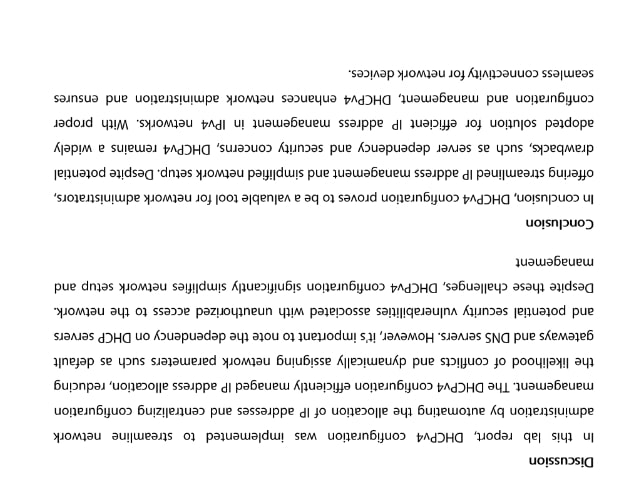 Discussion
In this lab report, DHCPv4 configuration was implemented to streamline network
administration by automating the allocation of IP addresses and centralizing configuration
management. The DHCPv4 configuration efficiently managed IP address allocation, reducing
the likelihood of conflicts and dynamically assigning network parameters such as default
gateways and DNS servers. However, it's important to note the dependency on DHCP servers
and potential security vulnerabilities associated with unauthorized access to the network.
Despite these challenges, DHCPv4 configuration significantly simplifies network setup and
management
Conclusion
In conclusion, DHCPv4 configuration proves to be a valuable tool for network administrators,
offering streamlined IP address management and simplified network setup. Despite potential
drawbacks, such as server dependency and security concerns, DHCPv4 remains a widely
adopted solution for efficient IP address management in IPv4 networks. With proper
configuration and management, DHCPv4 enhances network administration and ensures
seamless connectivity for network devices.